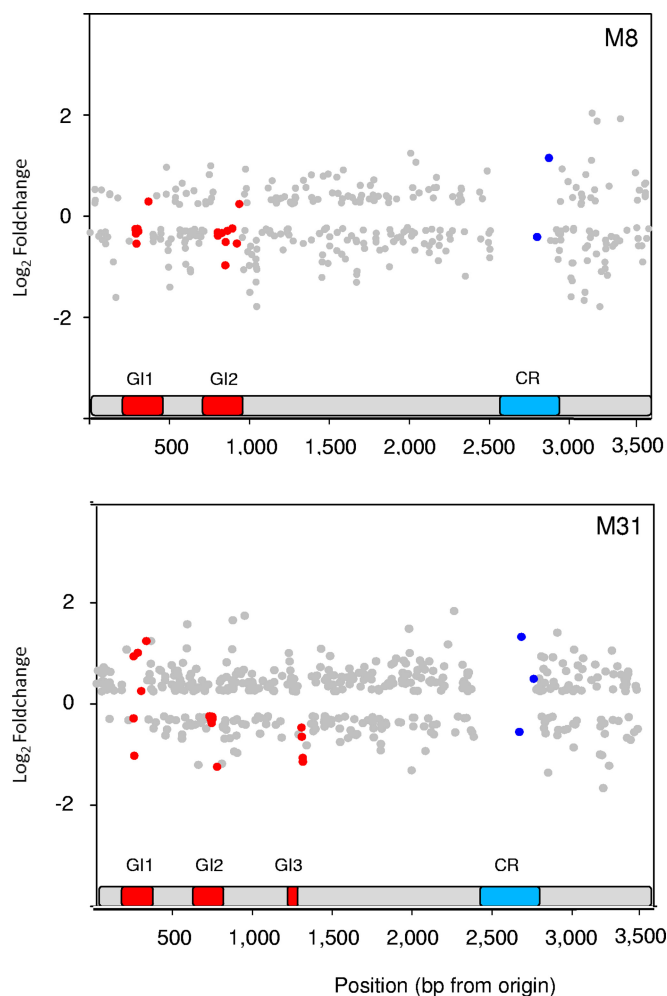 M8
2
0
-2
Log2 Foldchange
GI1 GI2 CR
500 1,000 1,500 2,000 2,500 3,000 3,500
M31
2
0
-2
Log2 Foldchange
GI1 GI2 GI3 CR
500 1,000 1,500 2,000 2,500 3,000 3,500
Position (bp from origin)